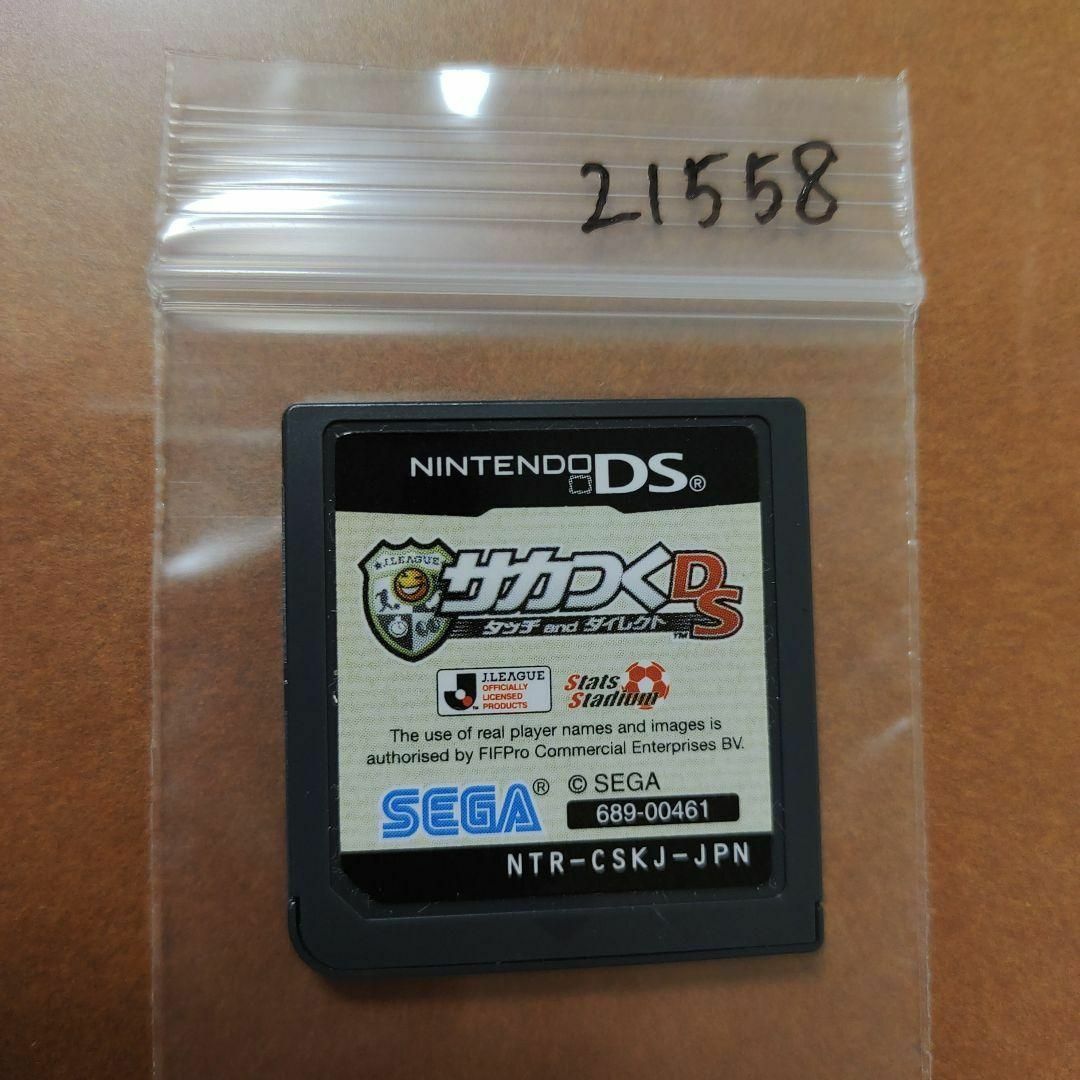 21558
NINTENDO DS®
J.LEAGUE
サカつくDS
タッチ and ダイレクト
™
J.LEAGUE
OFFICIALLY
LICENSED
PRODUCTS
™
Stats
Stadium
The use of real player names and images is
authorised by FIFPro Commercial Enterprises BV.
SEGA® © SEGA
689-00461
NTR-CSKJ-JPN